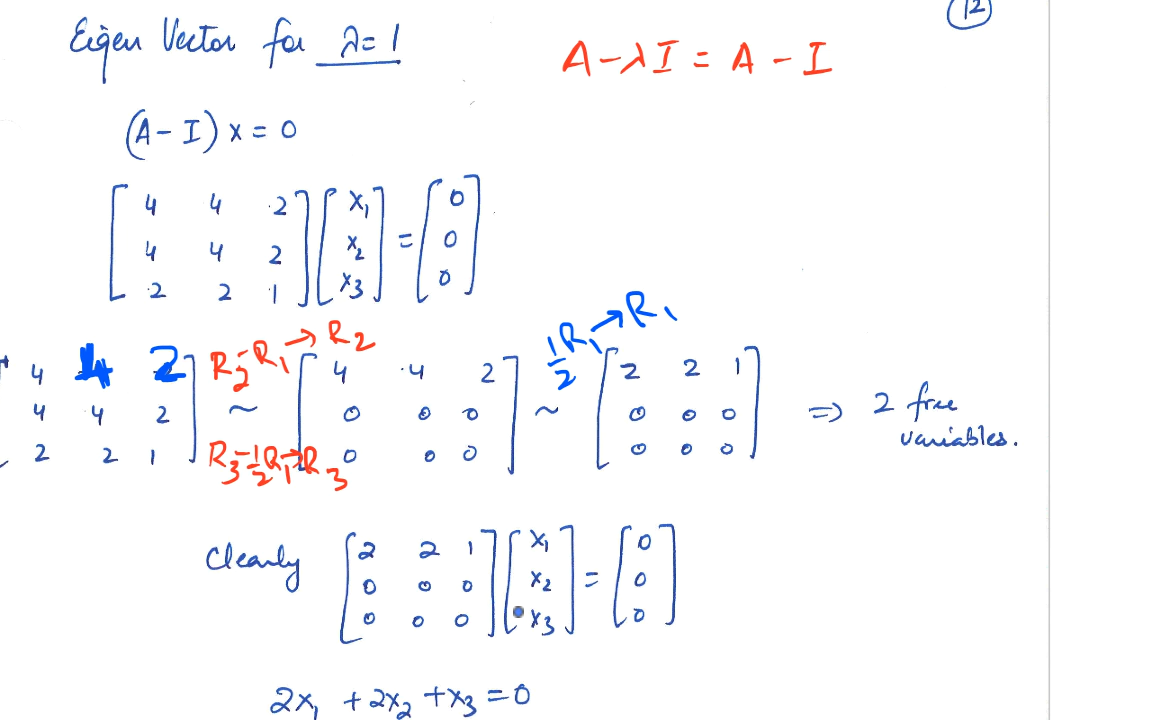 12
Eigen Vector for λ=1
A-λI = A - I
(A-I) x = 0
[4 4 2] [x₁] [0]
[4 4 2] [x₂] = [0]
[2 2 1] [x₃] [0]
R₂-R₁→R₂ ½R₁→R₁
4 4 2] [4 4 2] [2 2 1]
4 4 2] ~ [0 0 0] ~ [0 0 0] ⇒ 2 free variables.
2 2 1] [0 0 0] [0 0 0]
R₃-½R₁→R₃
Clearly [2 2 1] [x₁] [0]
[0 0 0] [x₂] = [0]
[0 0 0] [x₃] [0]
2x₁ + 2x₂ + x₃ = 0